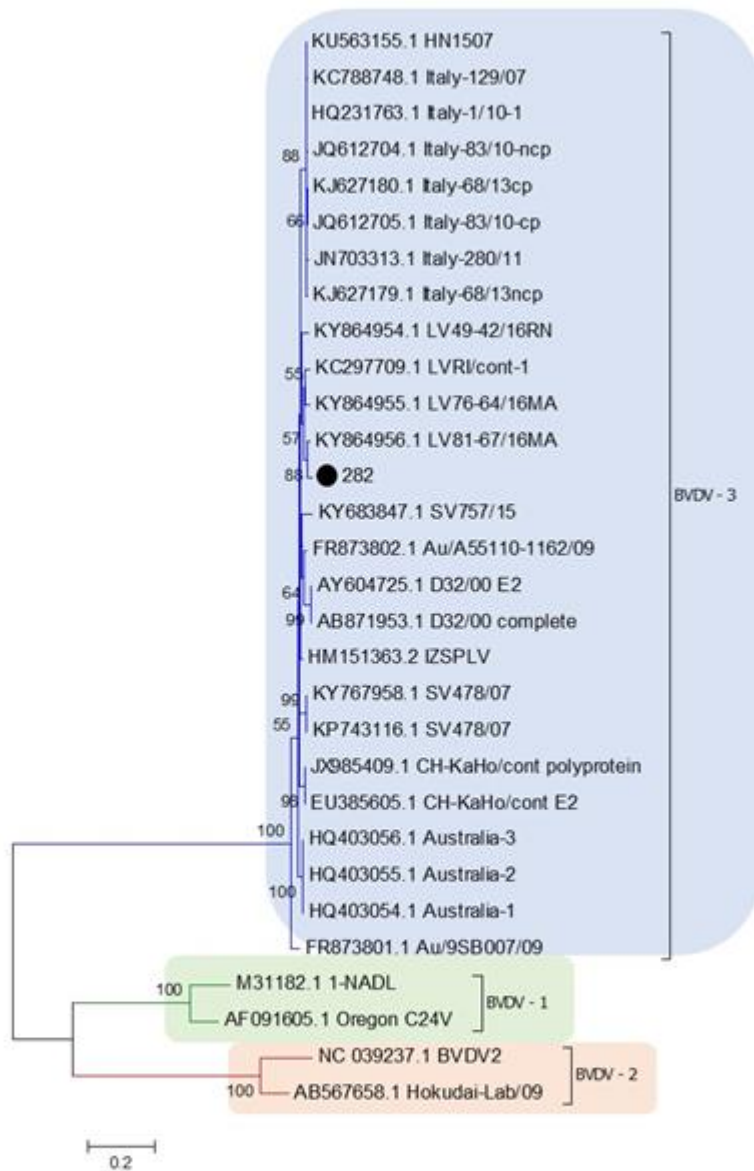 KU563155.1 HN1507
KC788748.1 Italy-129/07
HQ231763.1 Italy-1/10-1
JQ612704.1 Italy-83/10-ncp
88
KJ627180.1 Italy-68/13cp
JQ612705.1 Italy-83/10-cp
66
JN703313.1 Italy-280/11
KJ627179.1 Italy-68/13ncp
KY864954.1 LV49-42/16RN
KC297709.1 LVRI/cont-1
55
KY864955.1 LV76-64/16MA
KY864956.1 LV81-67/16MA
57
282
88
BVDV - 3
KY683847.1 SV757/15
FR873802.1 Au/A55110-1162/09
AY604725.1 D32/00 E2
64
AB871953.1 D32/00 complete
99
HM151363.2 IZSPLV
KY767958.1 SV478/07
99
KP743116.1 SV478/07
55
JX985409.1 CH-KaHo/cont polyprotein
EU385605.1 CH-KaHo/cont E2
HQ403056.1 Australia-3
100
HQ403055.1 Australia-2
HQ403054.1 Australia-1
100
FR873801.1 Au/9SB007/09
M31182.1 1-NADL
100
BVDV - 1
AF091605.1 Oregon C24V
NC 039237.1 BVDV2
BVDV - 2
AB567658.1 Hokudai-Lab/09
100
0.2